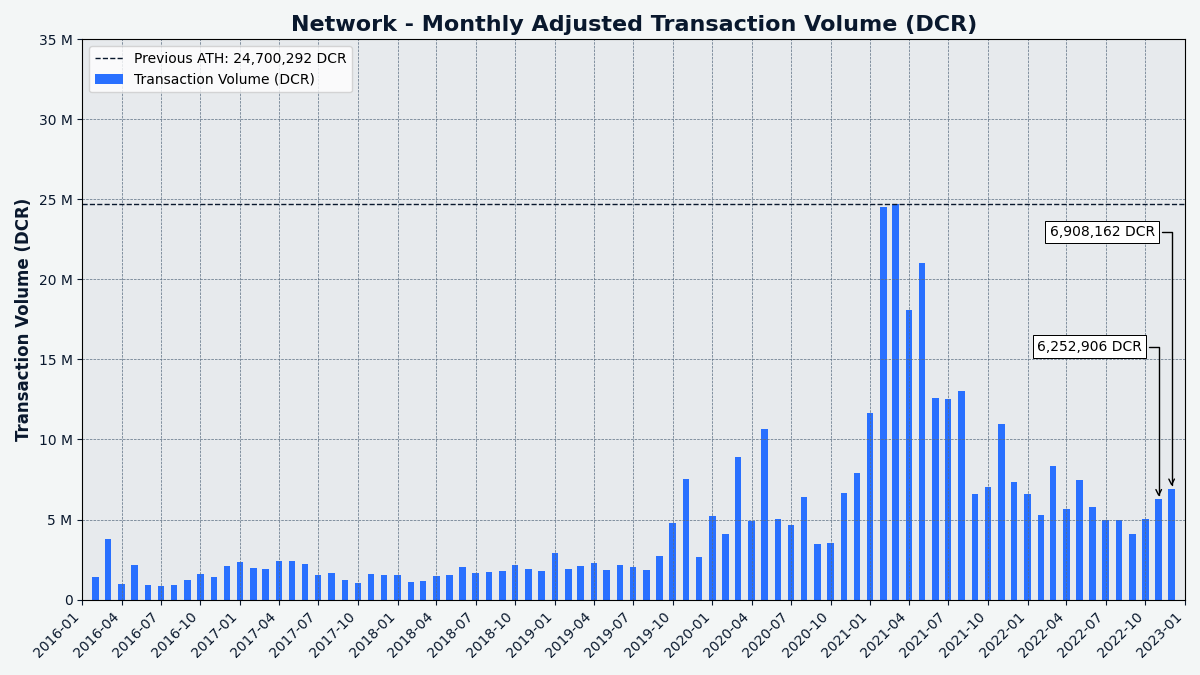 Network - Monthly Adjusted Transaction Volume (DCR)
35 M
Previous ATH: 24,700,292 DCR
Transaction Volume (DCR)
30 M
25 M
6,908,162 DCR
20 M
6,252,906 DCR
15 M
10 M
5 M
0
Transaction Volume (DCR)
2016-01
2016-04
2016-07
2016-10
2017-01
2017-04
2017-07
2017-10
2018-01
2018-04
2018-07
2018-10
2019-01
2019-04
2019-07
2019-10
2020-01
2020-04
2020-07
2020-10
2021-01
2021-04
2021-07
2021-10
2022-01
2022-04
2022-07
2022-10
2023-01